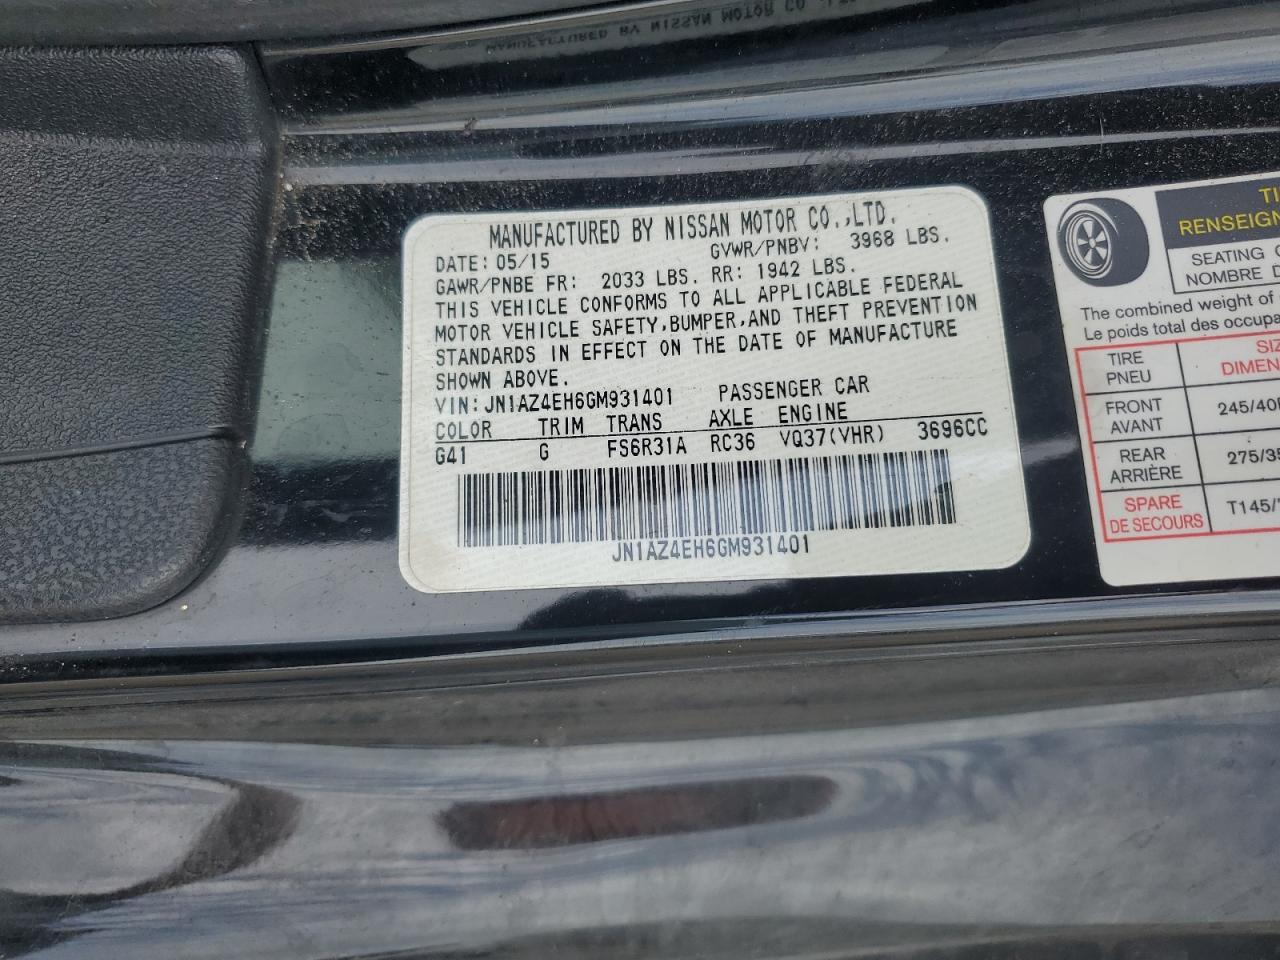 MANUFACTURED BY NISSAN MOTOR CO.,LTD.
DATE: 05/15 GVWR/PNBV: 3968 LBS.
GAWR/PNBE FR: 2033 LBS. RR: 1942 LBS.
THIS VEHICLE CONFORMS TO ALL APPLICABLE FEDERAL
MOTOR VEHICLE SAFETY,BUMPER,AND THEFT PREVENTION
STANDARDS IN EFFECT ON THE DATE OF MANUFACTURE
SHOWN ABOVE.
VIN:JN1AZ4EH6GM931401 PASSENGER CAR
COLOR TRIM TRANS AXLE ENGINE
G41 G FS6R31A RC36 VQ37(VHR) 3696CC
JN1AZ4EH6GM931401
TI
RENSEIGN
SEATING C
NOMBRE D
The combined weight of
Le poids total des occupa
TIRE
PNEU
SIZ
DIMEN
FRONT
AVANT
245/40
REAR
ARRIÈRE
275/35
SPARE
DE SECOURS
T145/